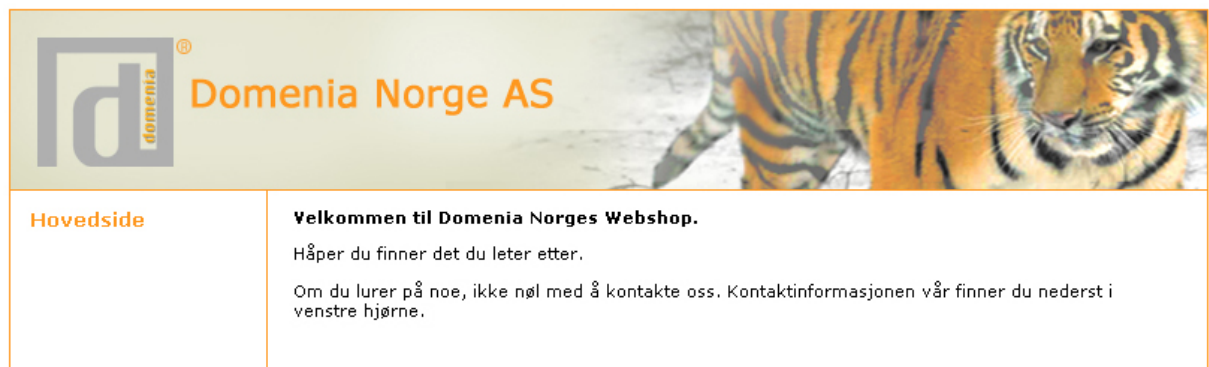 domenia
®
Domenia Norge AS
Hovedside
Velkommen til Domenia Norges Webshop.
Håper du finner det du leter etter.
Om du lurer på noe, ikke nøl med å kontakte oss. Kontaktinformasjonen vår finner du nederst i
venstre hjørne.